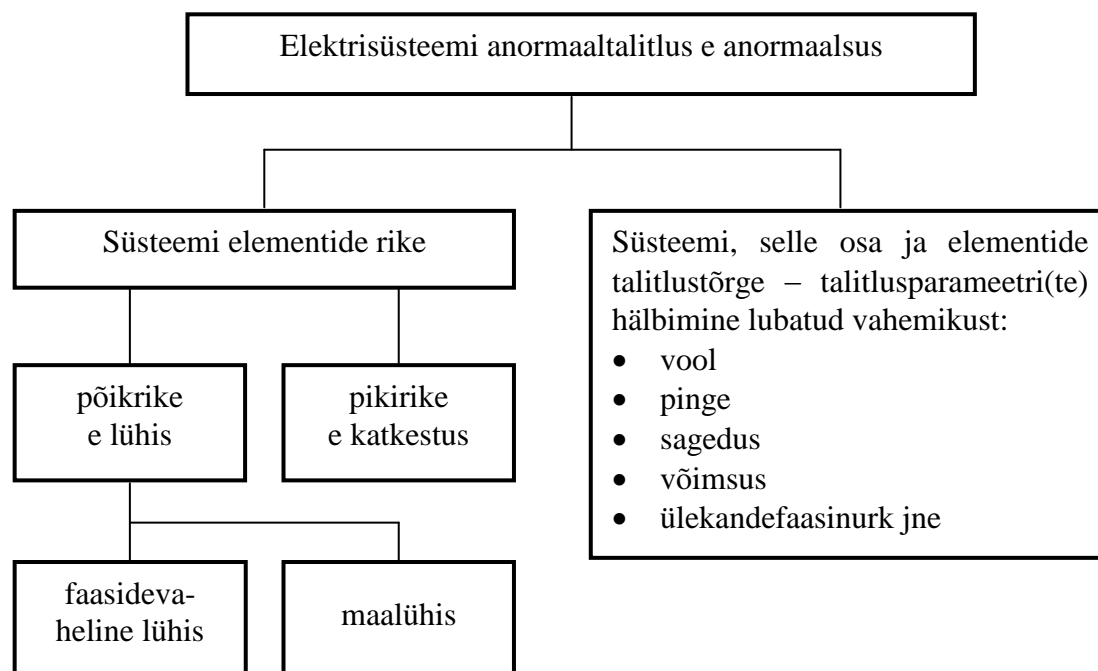 Elektrisüsteemi anormaaltalitlus e anormaalsus
Süsteemi elementide rike
põikrike
e lühis
pikirike
e katkestus
faasideva-
heline lühis
maalühis
Süsteemi, selle osa ja elementide
talitlustõrge – talitlusparameetri(te)
hälbimine lubatud vahemikust:
• vool
• pinge
• sagedus
• võimsus
• ülekandefaasinurk jne